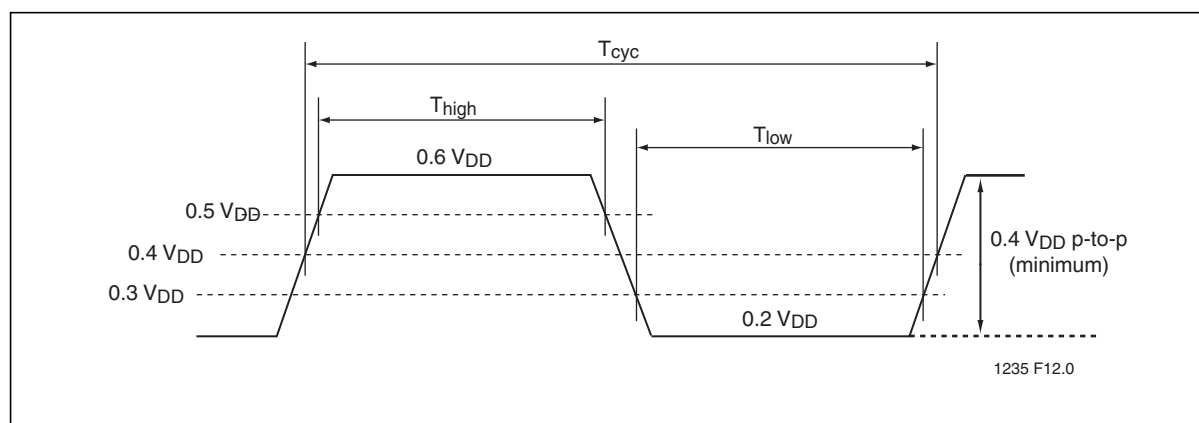 Tcyc
Thigh
Tlow
0.6 VDD
0.5 VDD
0.4 VDD
0.4 VDD p-to-p
(minimum)
0.3 VDD
0.2 VDD
1235 F12.0